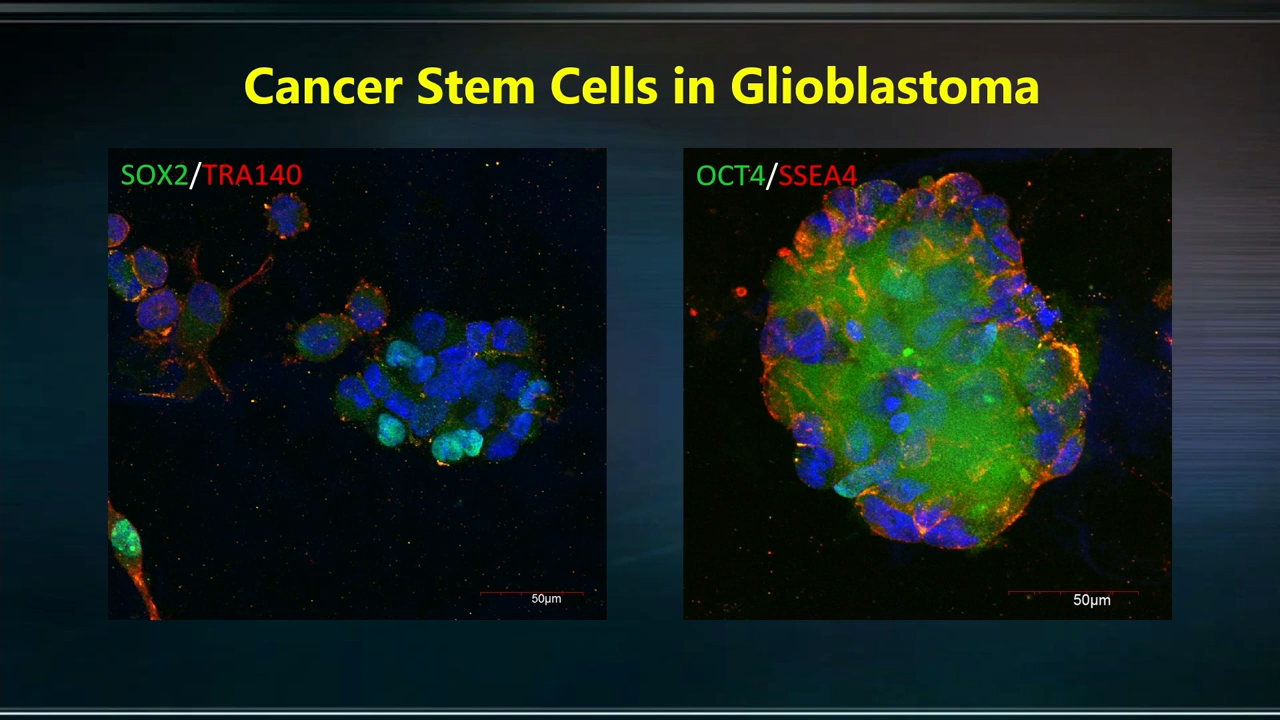 Cancer Stem Cells in Glioblastoma
SOX2/TRA140
OCT4/SSEA4
50µm
50µm